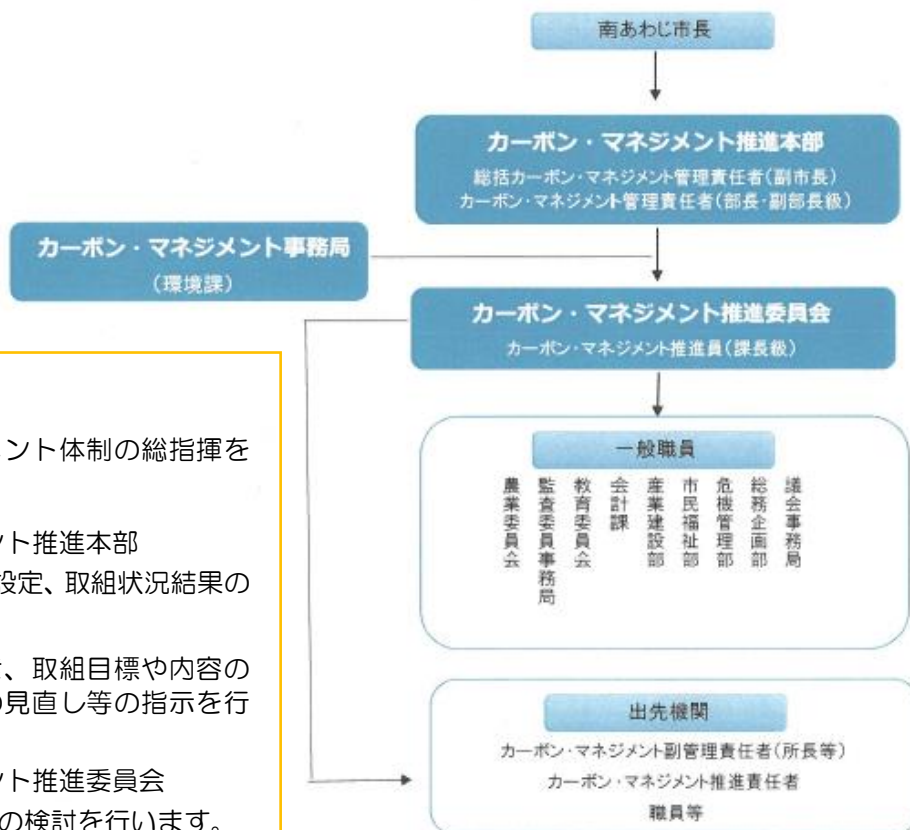 南あわじ市長
カーボン・マネジメント推進本部
総括カーボン・マネジメント管理責任者(副市長)
カーボン・マネジメント管理責任者(部長・副部長級)
カーボン・マネジメント事務局
(環境課)
カーボン・マネジメント推進委員会
カーボン・マネジメント推進員(課長級)
一般職員
議会事務局
総務企画部
危機管理部
市民福祉部
産業建設部
会計課
教育委員会
監査委員事務局
農業委員会
出先機関
カーボン・マネジメント副管理責任者(所長等)
カーボン・マネジメント推進責任者
職員等
ント体制の総指揮を
ント推進本部
設定、取組状況結果の
、取組目標や内容の
見直し等の指示を行
ント推進委員会
の検討を行います。